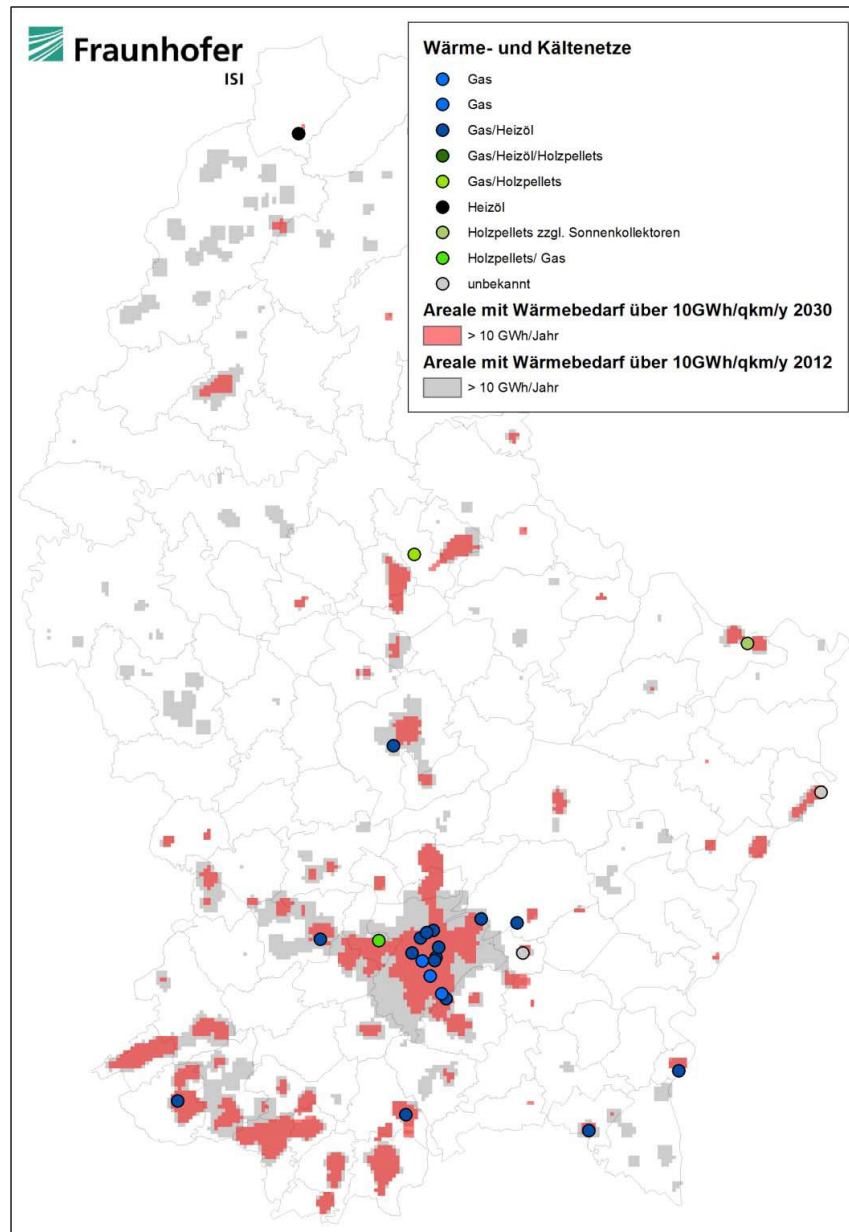 Fraunhofer
ISI
Wärme- und Kältenetze
Gas
Gas
Gas/Heizöl
Gas/Heizöl/Holzpellets
Gas/Holzpellets
Heizöl
Holzpellets zzgl. Sonnenkollektoren
Holzpellets/ Gas
unbekannt
Areale mit Wärmebedarf über 10GWh/qkm/y 2030
> 10 GWh/Jahr
Areale mit Wärmebedarf über 10GWh/qkm/y 2012
> 10 GWh/Jahr